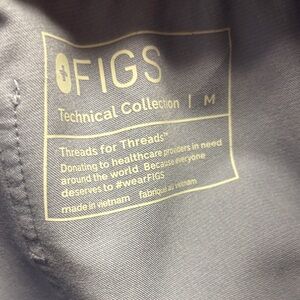 FIGS
Technical Collection | M
Threads for Threads™
Donating to healthcare providers in need
around the world. Because everyone
deserves to #wearFIGS
made in vietnam fabriqué au vietnam